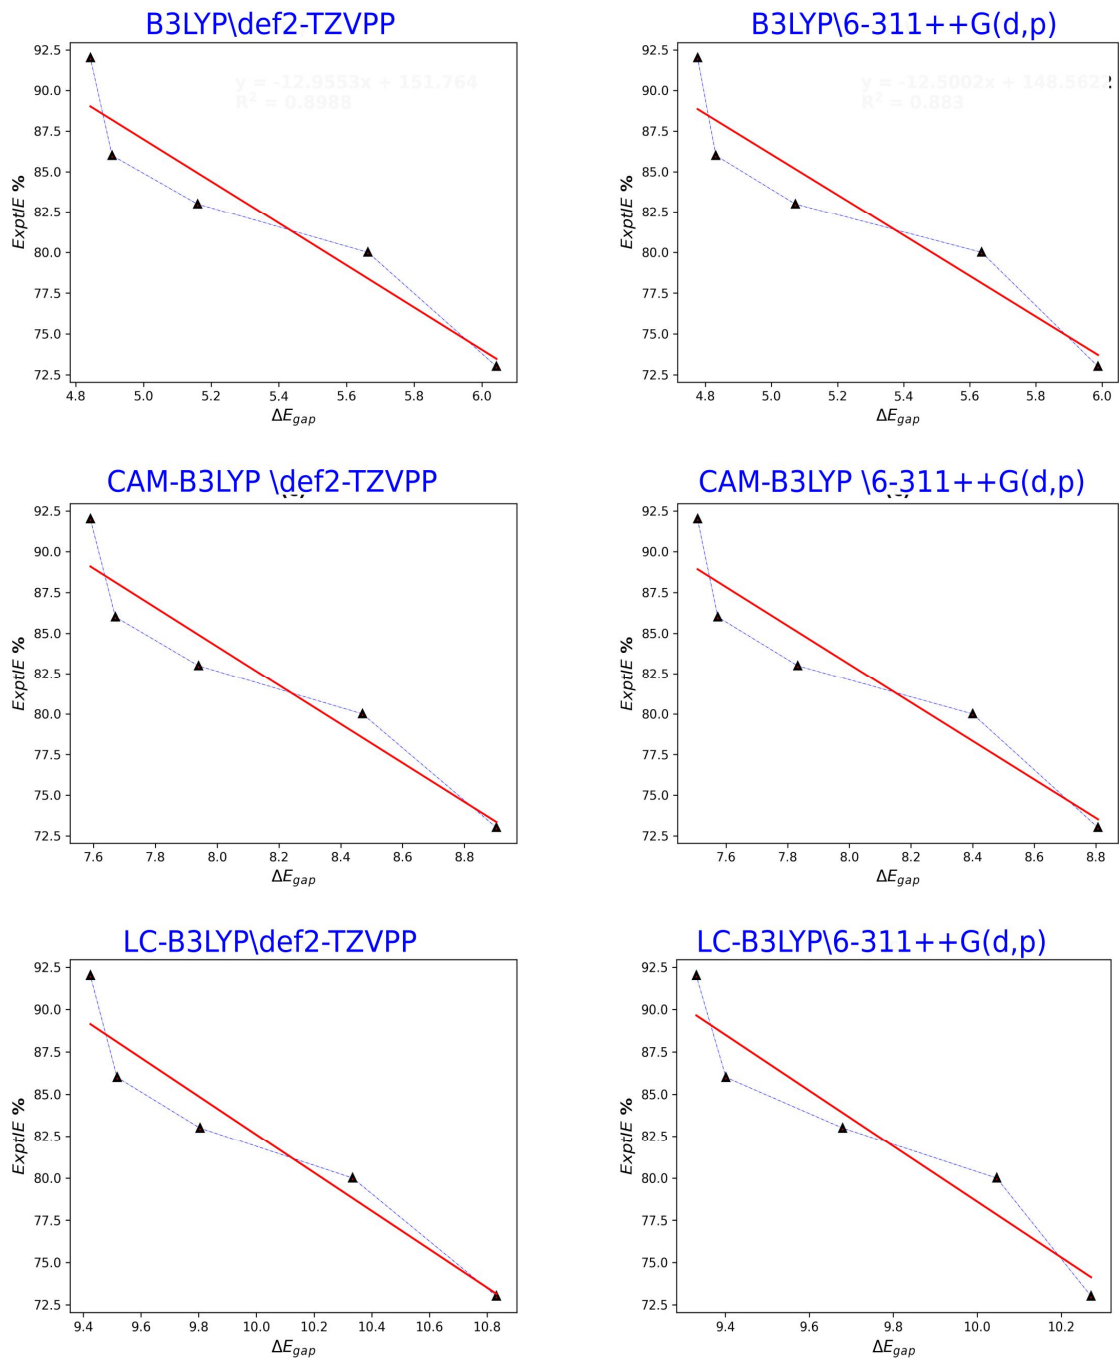 B3LYP\def2-TZVPP
y = -12.9553x + 151.764
R² = 0.8988
92.5
90.0
87.5
85.0
82.5
80.0
77.5
75.0
72.5
ExptIE %
4.8 5.0 5.2 5.4 5.6 5.8 6.0
ΔE_gap
B3LYP\6-311++G(d,p)
y = -12.5002x + 148.5622
R² = 0.883
92.5
90.0
87.5
85.0
82.5
80.0
77.5
75.0
72.5
ExptIE %
4.8 5.0 5.2 5.4 5.6 5.8 6.0
ΔE_gap
CAM-B3LYP \def2-TZVPP
92.5
90.0
87.5
85.0
82.5
80.0
77.5
75.0
72.5
ExptIE %
7.6 7.8 8.0 8.2 8.4 8.6 8.8
ΔE_gap
CAM-B3LYP \6-311++G(d,p)
92.5
90.0
87.5
85.0
82.5
80.0
77.5
75.0
72.5
ExptIE %
7.6 7.8 8.0 8.2 8.4 8.6 8.8
ΔE_gap
LC-B3LYP\def2-TZVPP
92.5
90.0
87.5
85.0
82.5
80.0
77.5
75.0
72.5
ExptIE %
9.4 9.6 9.8 10.0 10.2 10.4 10.6 10.8
ΔE_gap
LC-B3LYP\6-311++G(d,p)
92.5
90.0
87.5
85.0
82.5
80.0
77.5
75.0
72.5
ExptIE %
9.4 9.6 9.8 10.0 10.2
ΔE_gap